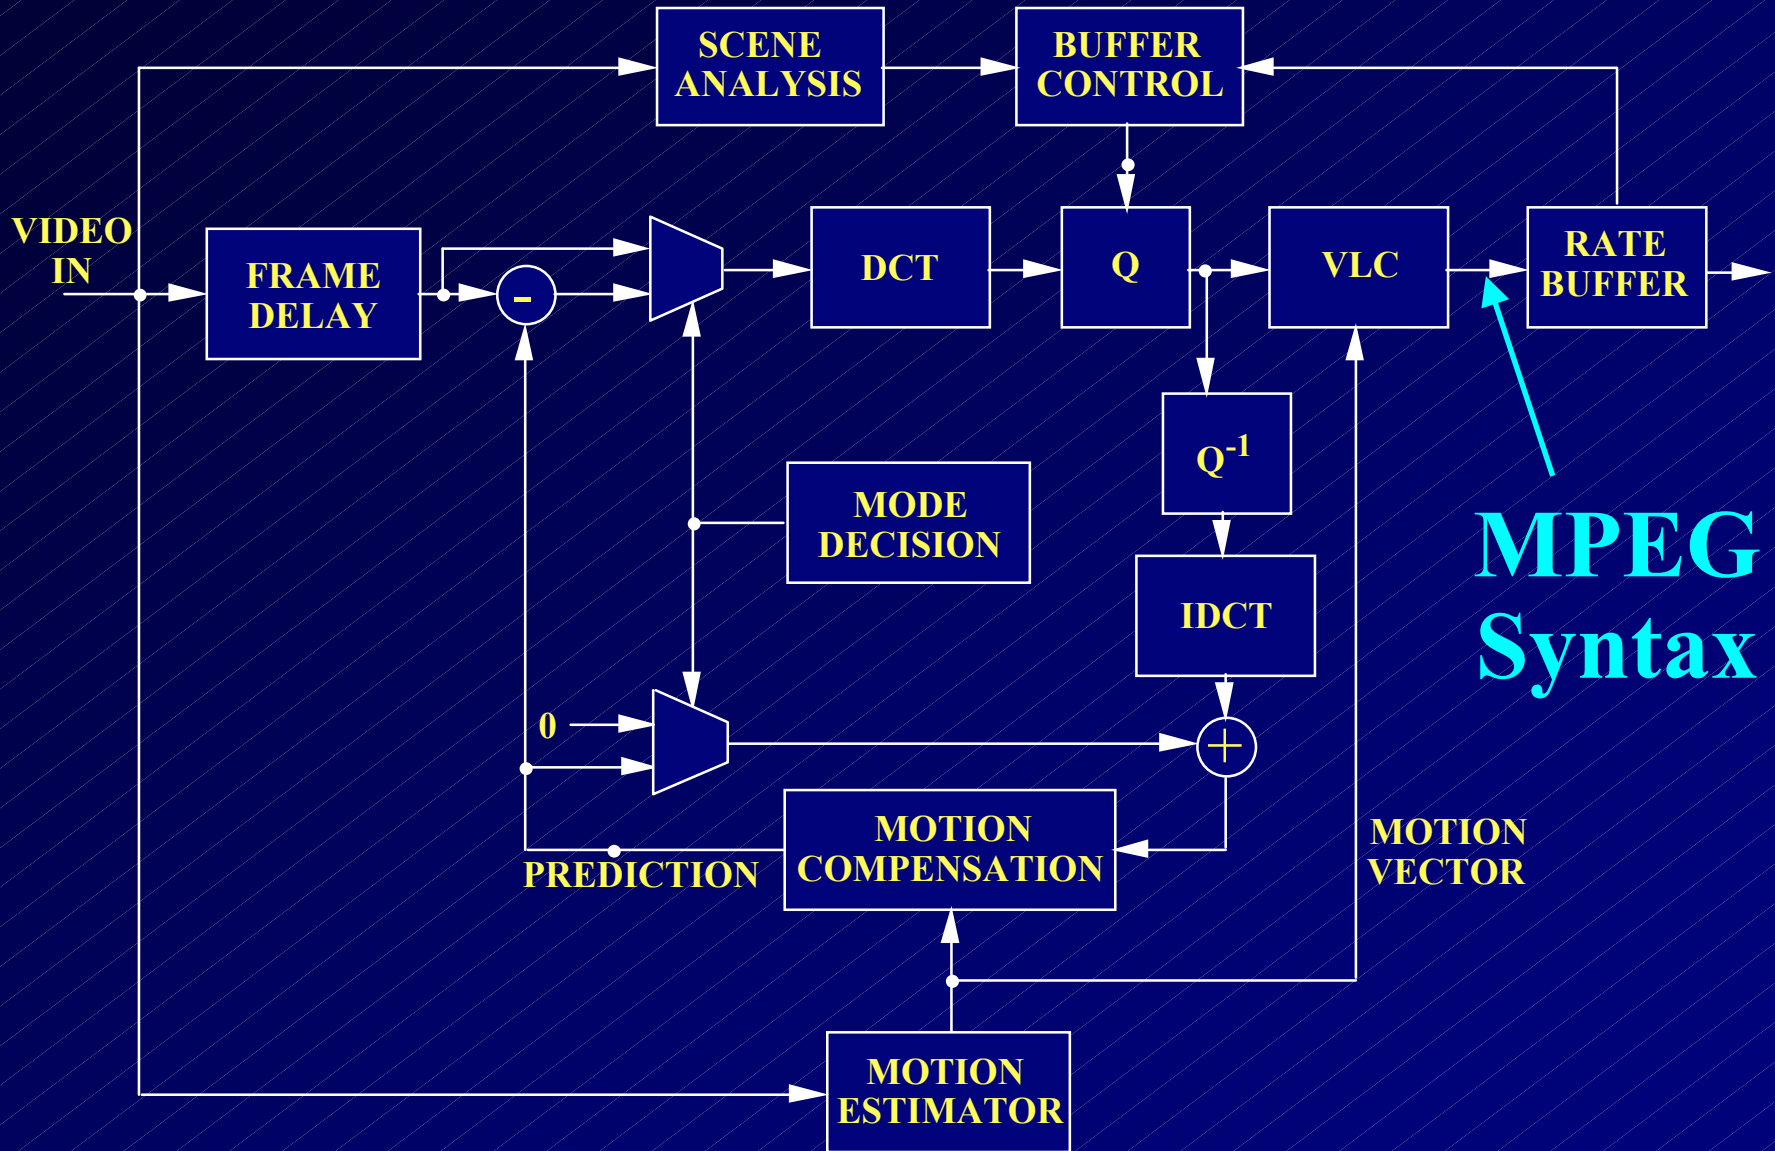 SCENE
ANALYSIS
BUFFER
CONTROL
VIDEO
IN
FRAME
DELAY
-
DCT
Q
VLC
RATE
BUFFER
Q-1
MODE
DECISION
MPEG
Syntax
IDCT
0
+
MOTION
COMPENSATION
PREDICTION
MOTION
VECTOR
MOTION
ESTIMATOR